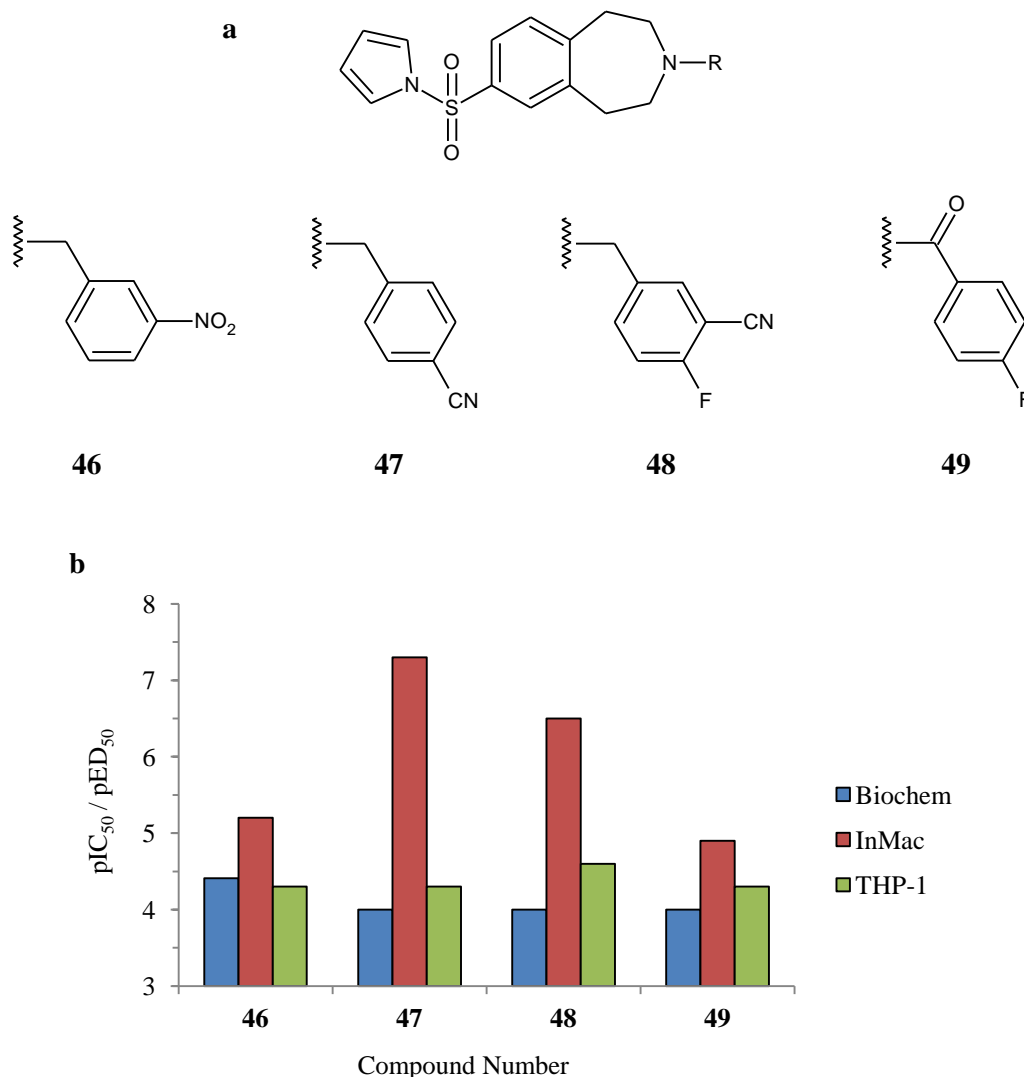 a
N
O
S
O
N
R
NO2
CN
CN
F
O
F
46 47 48 49
b
8
7
6
5
4
3
pIC50 / pED50
46 47 48 49
Compound Number
Biochem
InMac
THP-1